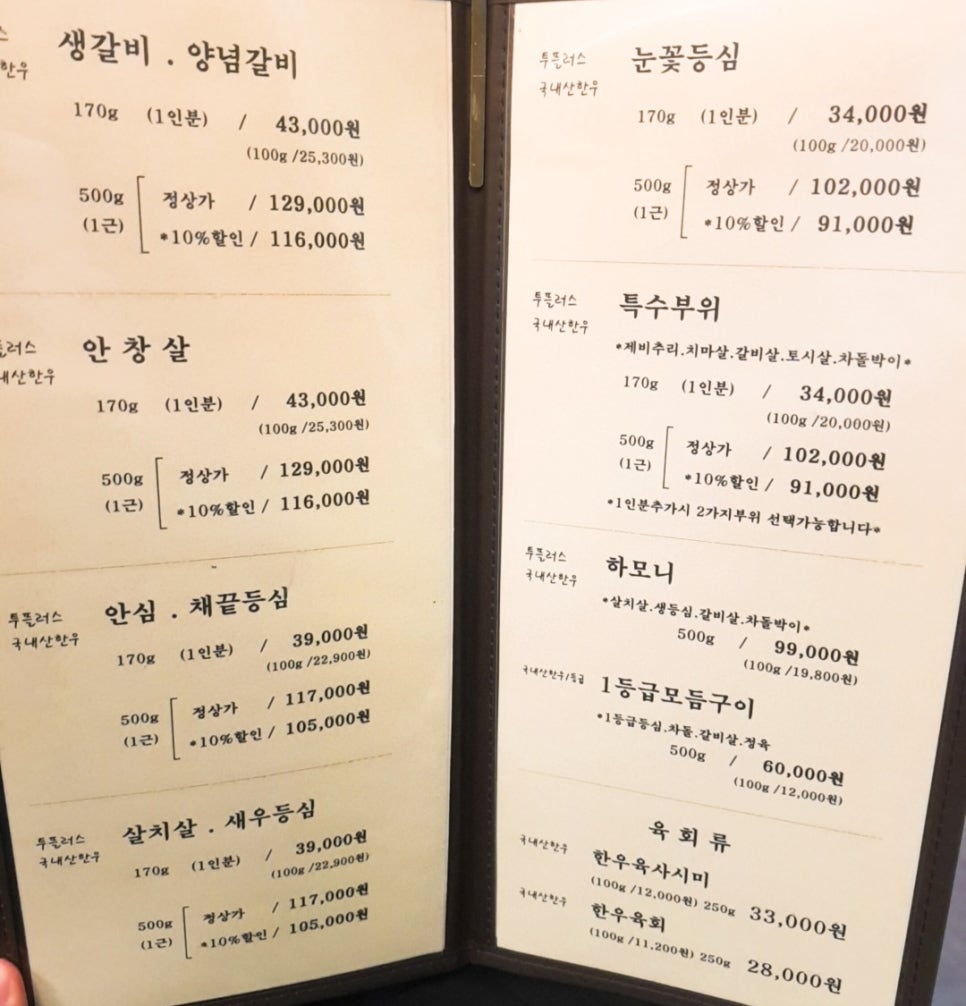 한우
생갈비 . 양념갈비
170g (1인분) / 43,000원
(100g /25,300원)
500g 정상가 / 129,000원
(1근) *10%할인 / 116,000원
안 창 살
170g (1인분) / 43,000원
(100g /25,300원)
500g 정상가 / 129,000원
(1근) *10%할인 / 116,000원
투플러스
국내산한우
안심 . 채끝등심
170g (1인분) / 39,000원
(100g /22,900원)
500g 정상가 / 117,000원
(1근) *10%할인 / 105,000원
투플러스
국내산한우
살치살 . 새우등심
170g (1인분) / 39,000원
(100g /22,900원)
500g 정상가 / 117,000원
(1근) *10%할인 / 105,000원
투플러스
국내산한우
눈꽃등심
170g (1인분) / 34,000원
(100g /20,000원)
500g 정상가 / 102,000원
(1근) *10%할인 / 91,000원
투플러스
국내산한우
특수부위
*제비추리.치마살.갈비살.토시살.차돌박이*
170g (1인분) / 34,000원
(100g /20,000원)
500g 정상가 / 102,000원
(1근) *10%할인 / 91,000원
*1인분추가시 2가지부위 선택가능합니다*
투플러스
국내산한우
하모니
*살치살.생등심.갈비살.차돌박이*
500g / 99,000원
(100g /19,800원)
국내산한우/1등급
1등급모듬구이
*1등급등심.차돌.갈비살.정육
500g / 60,000원
(100g /12,000원)
육 회 류
국내산한우
한우육사시미
(100g /12,000원) 250g 33,000원
국내산한우
한우육회
(100g /11,200원) 250g 28,000원